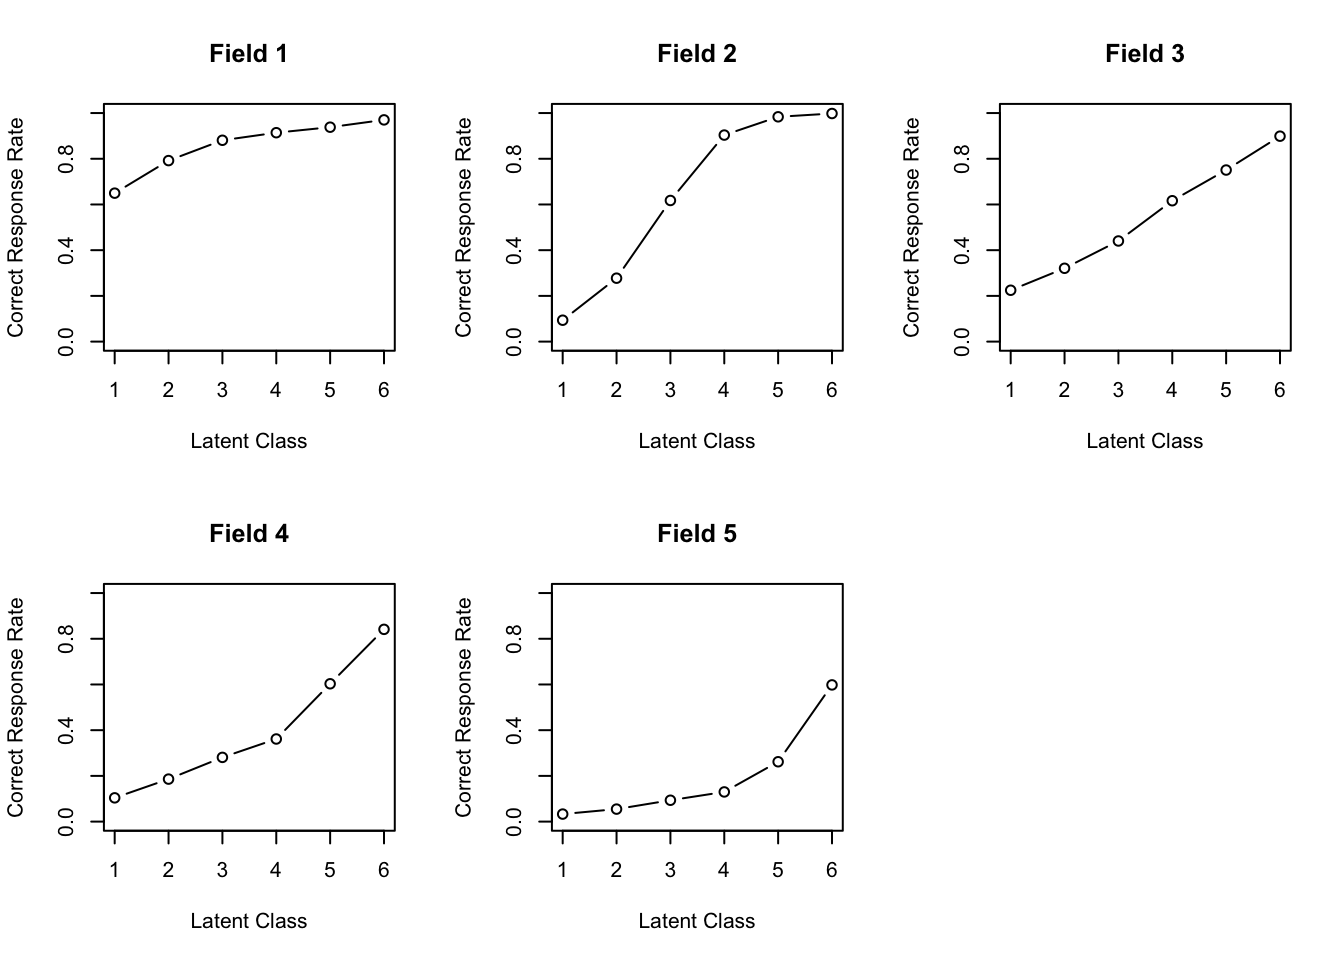 Field 1
Correct Response Rate
0.0 0.4 0.8
1 2 3 4 5 6
Latent Class
Field 2
Correct Response Rate
0.0 0.4 0.8
1 2 3 4 5 6
Latent Class
Field 3
Correct Response Rate
0.0 0.4 0.8
1 2 3 4 5 6
Latent Class
Field 4
Correct Response Rate
0.0 0.4 0.8
1 2 3 4 5 6
Latent Class
Field 5
Correct Response Rate
0.0 0.4 0.8
1 2 3 4 5 6
Latent Class